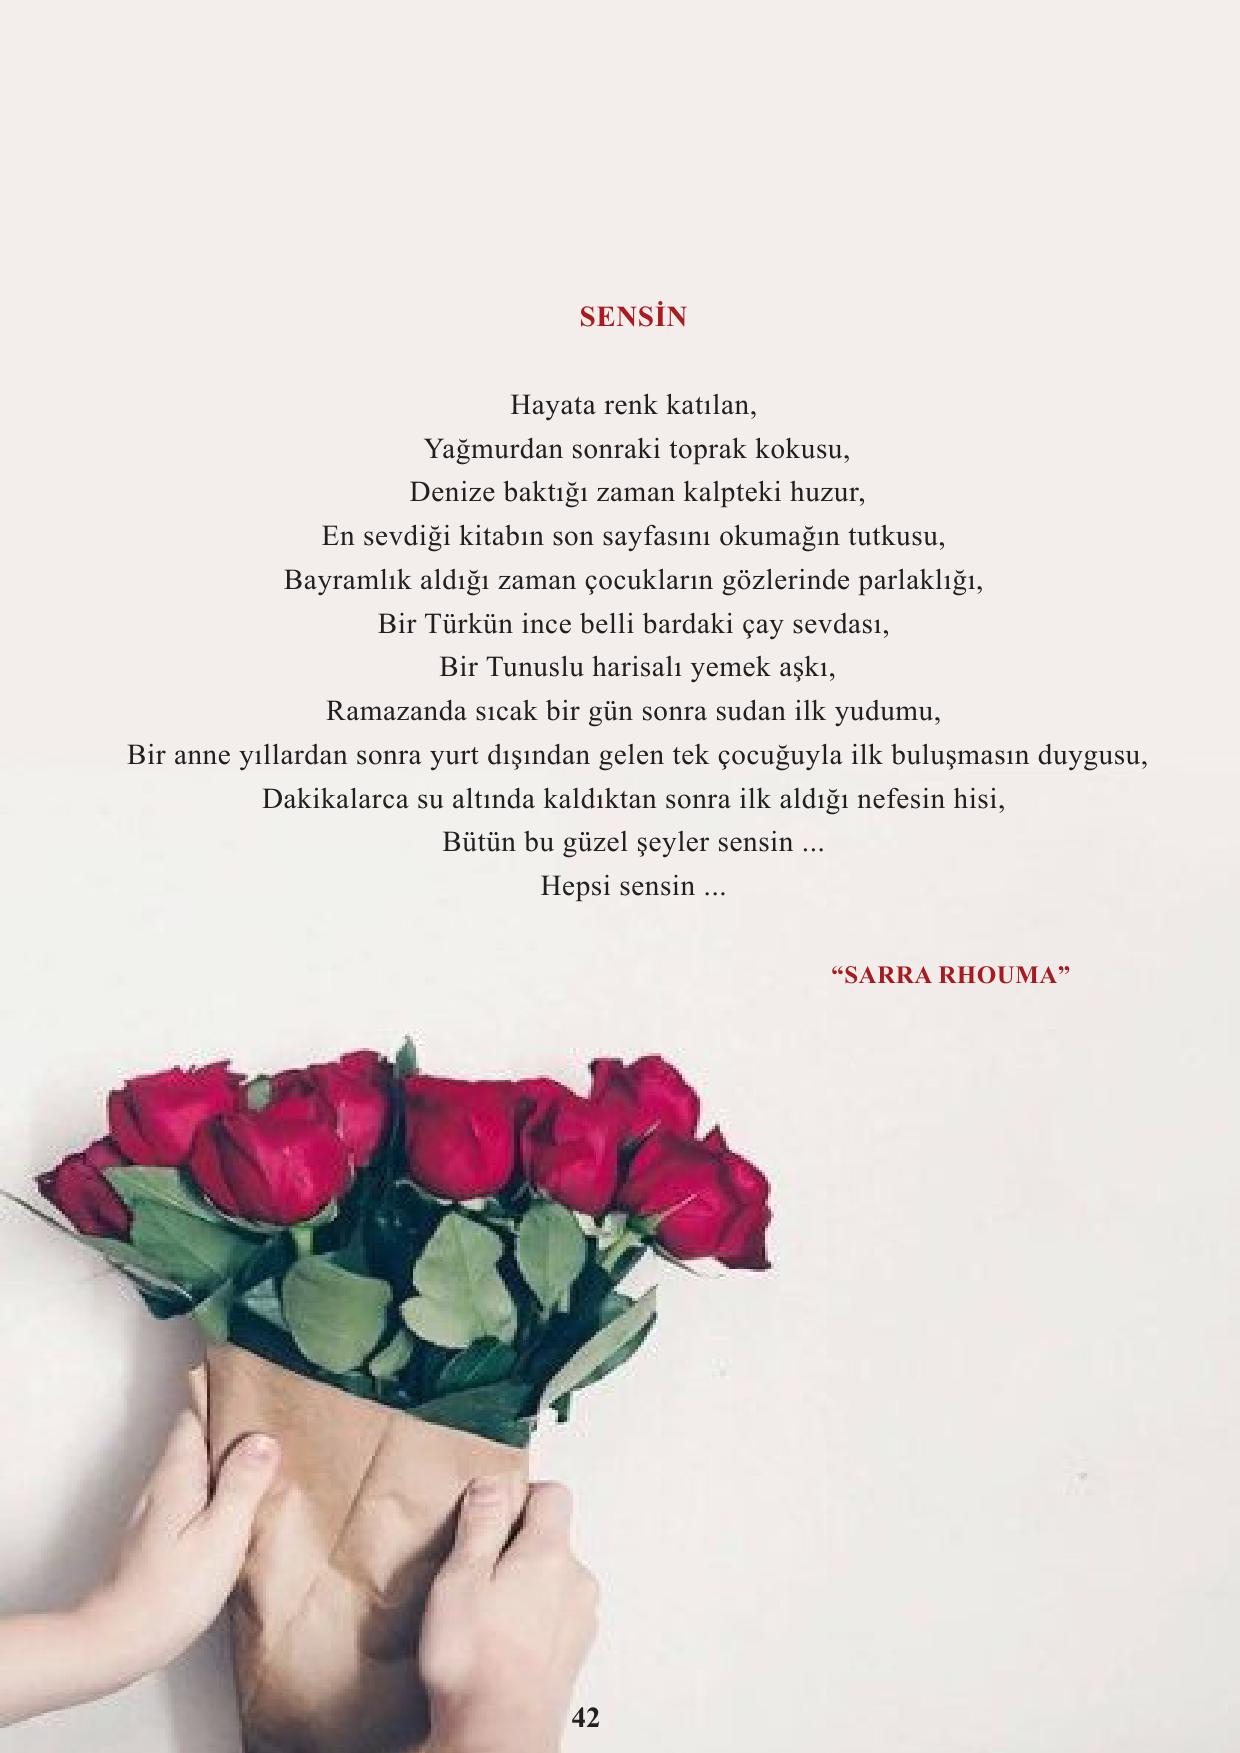 SENSİN
Hayata renk katılan,
Yağmurdan sonraki toprak kokusu,
Denize baktığı zaman kalpteki huzur,
En sevdiği kitabın son sayfasını okumağın tutkusu,
Bayramlık aldığı zaman çocukların gözlerinde parlaklığı,
Bir Türkün ince belli bardaki çay sevdası,
Bir Tunuslu harisalı yemek aşkı,
Ramazanda sıcak bir gün sonra sudan ilk yudumu,
Bir anne yıllardan sonra yurt dışından gelen tek çocuğuyla ilk buluşmasın duygusu,
Dakikalarca su altında kaldıktan sonra ilk aldığı nefesin hisi,
Bütün bu güzel şeyler sensin ...
Hepsi sensin ...
“SARRA RHOUMA”
42